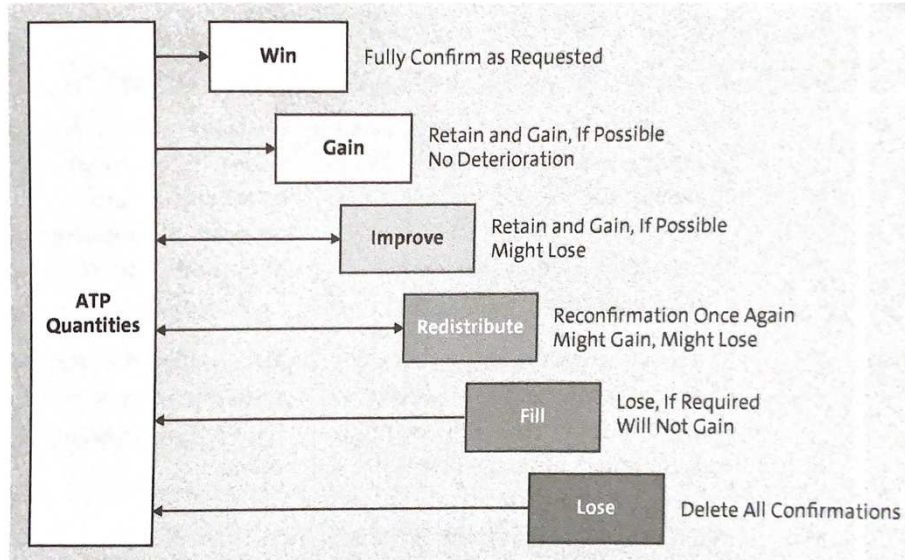 Win
Fully Confirm as Requested
Gain
Retain and Gain, If Possible
No Deterioration
Improve
Retain and Gain, If Possible
Might Lose
ATP
Quantities
Redistribute
Reconfirmation Once Again
Might Gain, Might Lose
Fill
Lose, If Required
Will Not Gain
Lose
Delete All Confirmations